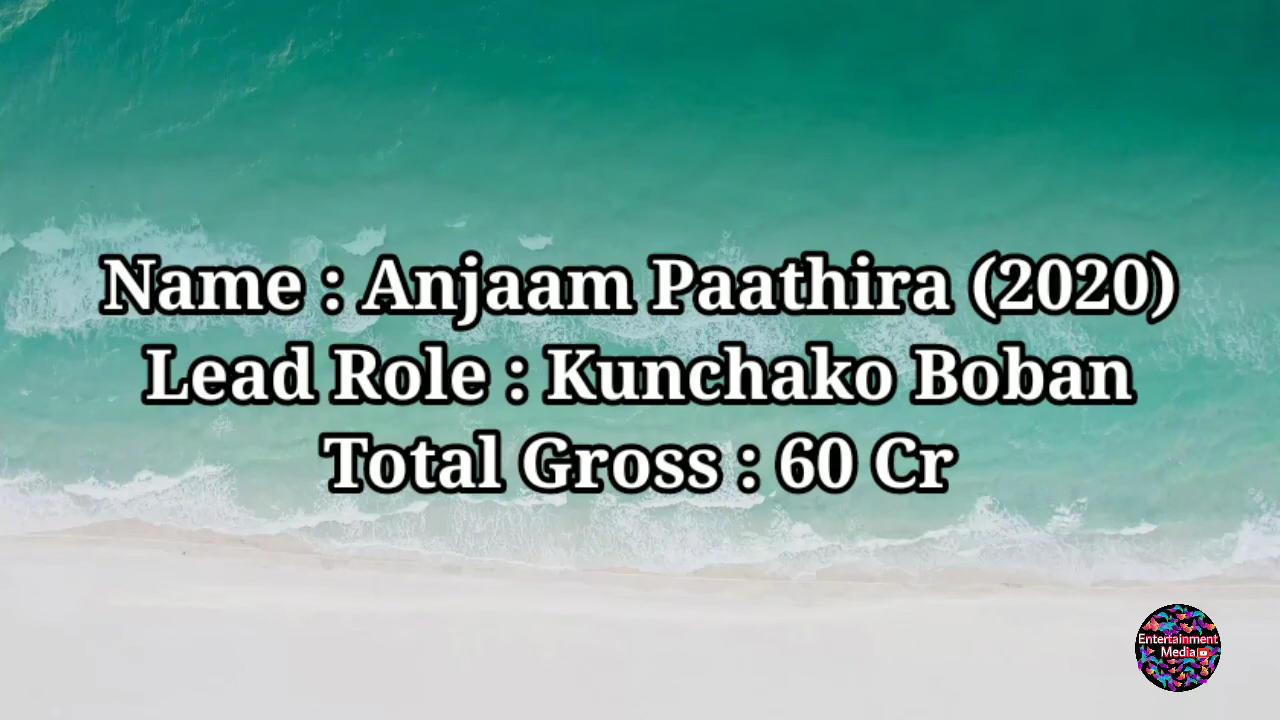 Name : Anjaam Paathira (2020)
Lead Role : Kunchako Boban
Total Gross : 60 Cr
Entertainment
Media